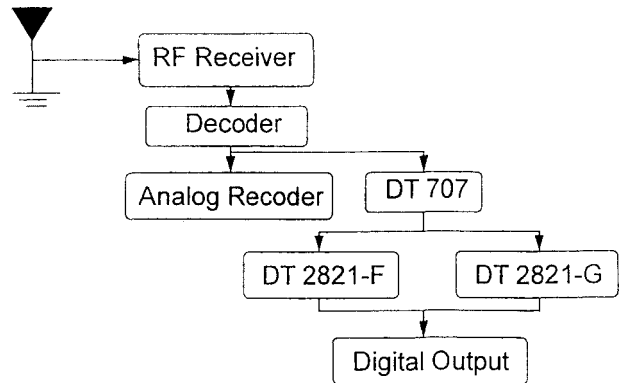 RF Receiver
Decoder
Analog Recoder
DT 707
DT 2821-F
DT 2821-G
Digital Output